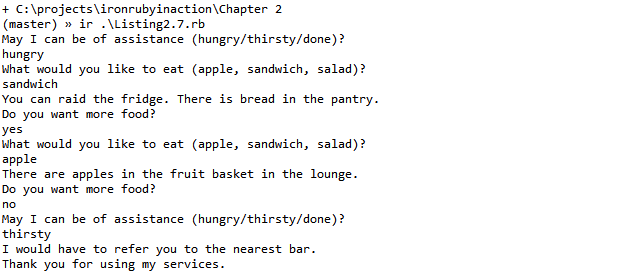 + C:\projects\ironrubyinaction\Chapter 2
(master) » ir .\Listing2.7.rb
May I can be of assistance (hungry/thirsty/done)?
hungry
What would you like to eat (apple, sandwich, salad)?
sandwich
You can raid the fridge. There is bread in the pantry.
Do you want more food?
yes
What would you like to eat (apple, sandwich, salad)?
apple
There are apples in the fruit basket in the lounge.
Do you want more food?
no
May I can be of assistance (hungry/thirsty/done)?
thirsty
I would have to refer you to the nearest bar.
Thank you for using my services.